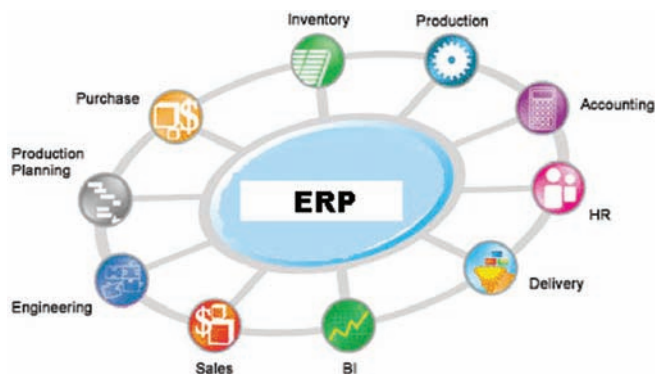 Inventory
Production
Purchase
Accounting
Production
Planning
ERP
HR
Delivery
Engineering
Sales
BI